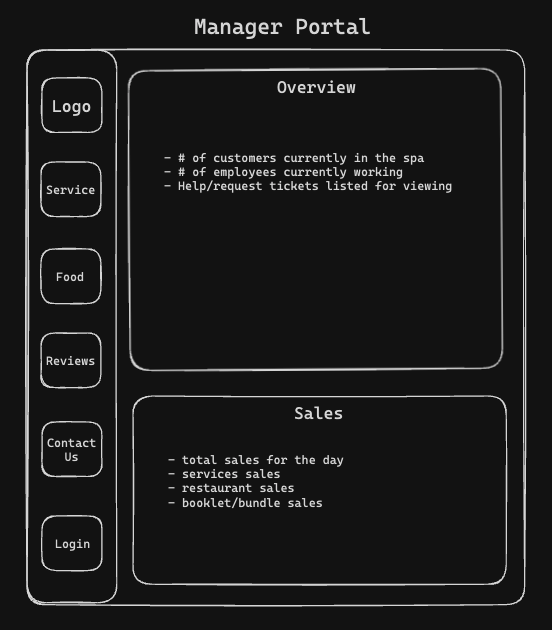 Manager Portal
Logo
Service
Food
Reviews
Contact
Us
Login
Overview
- # of customers currently in the spa
- # of employees currently working
- Help/request tickets listed for viewing
Sales
- total sales for the day
- services sales
- restaurant sales
- booklet/bundle sales